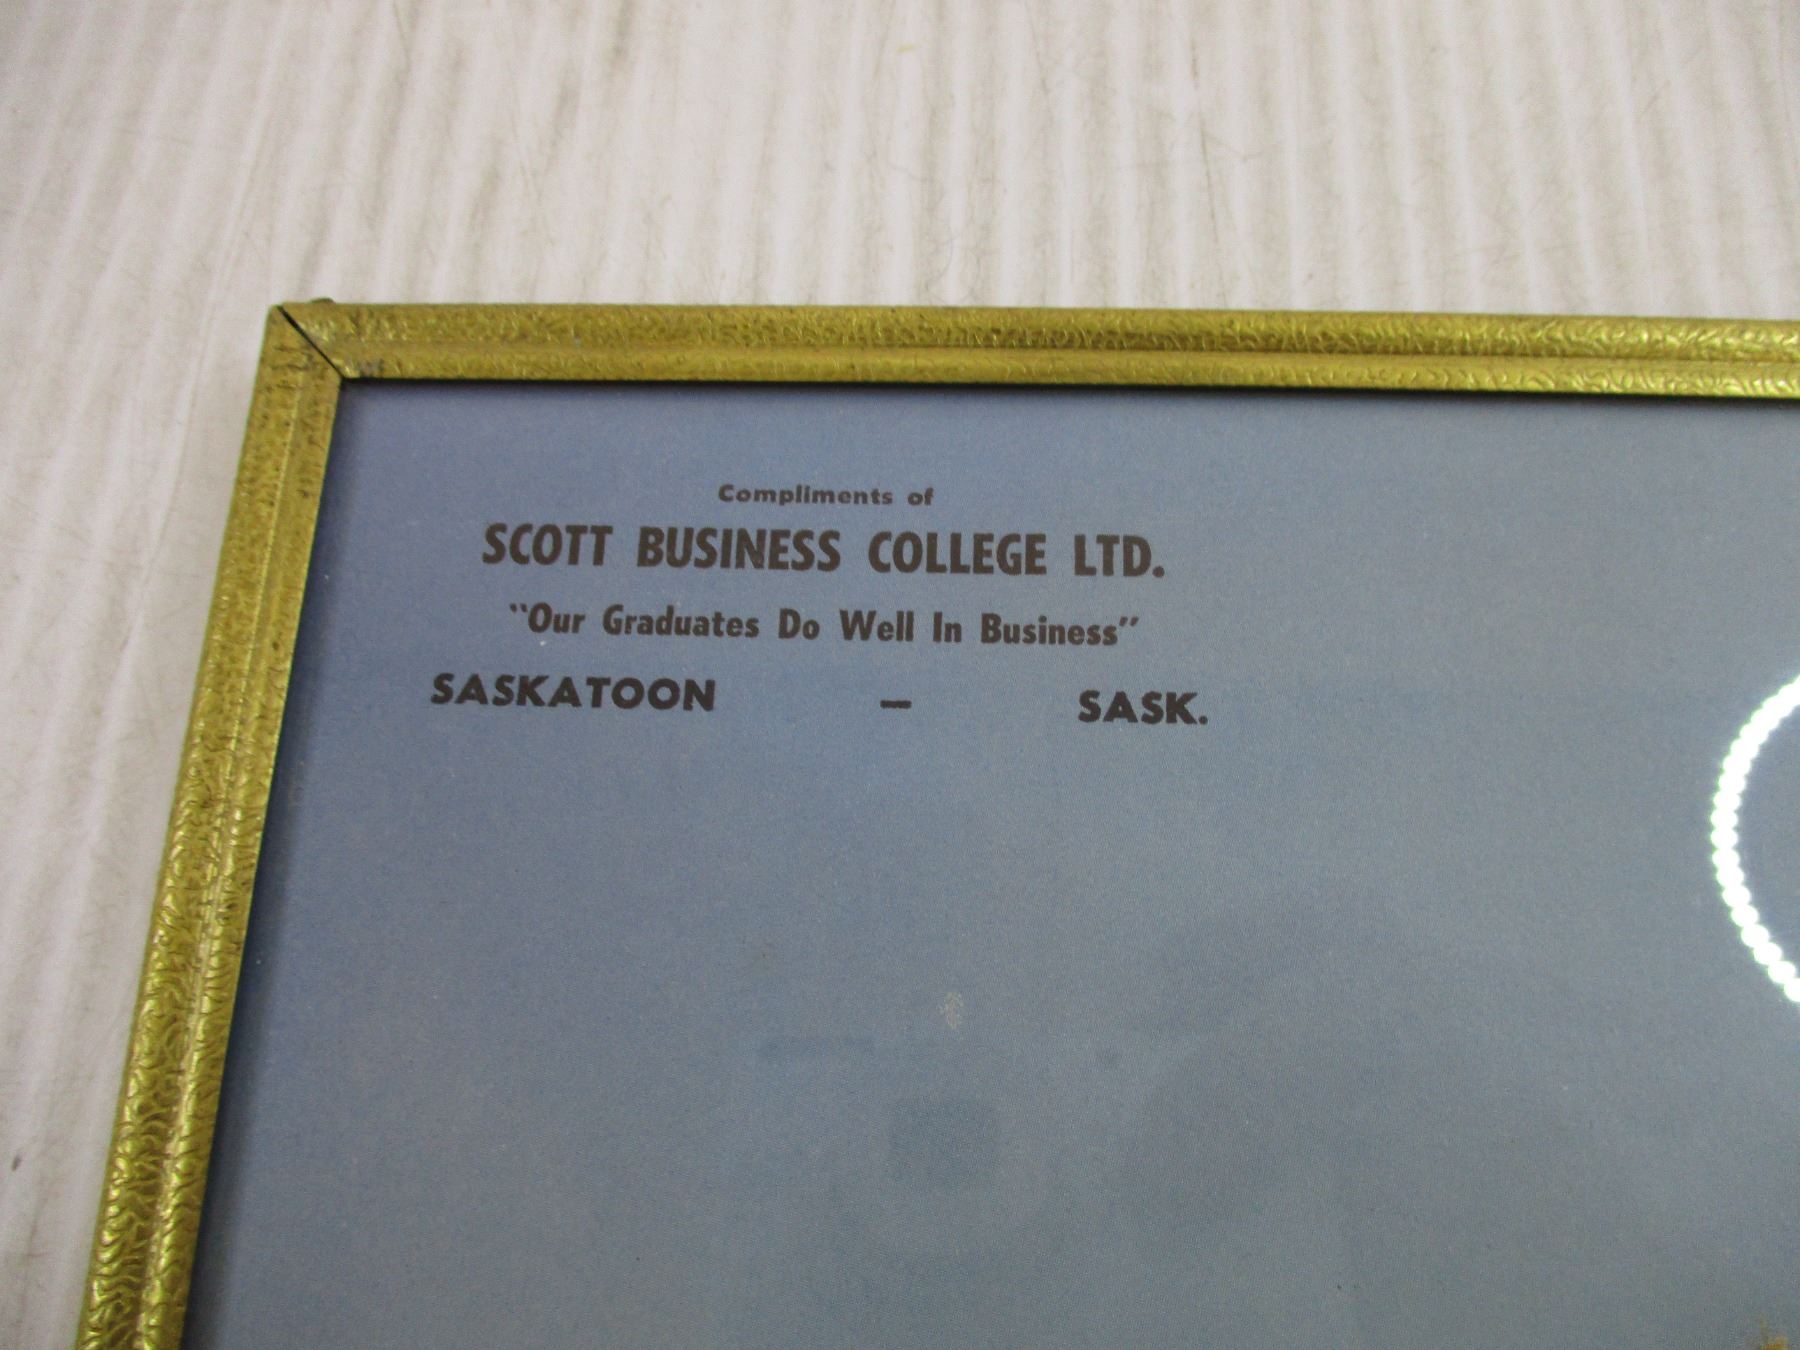 Compliments of
SCOTT BUSINESS COLLEGE LTD.
"Our Graduates Do Well In Business"
SASKATOON – SASK.